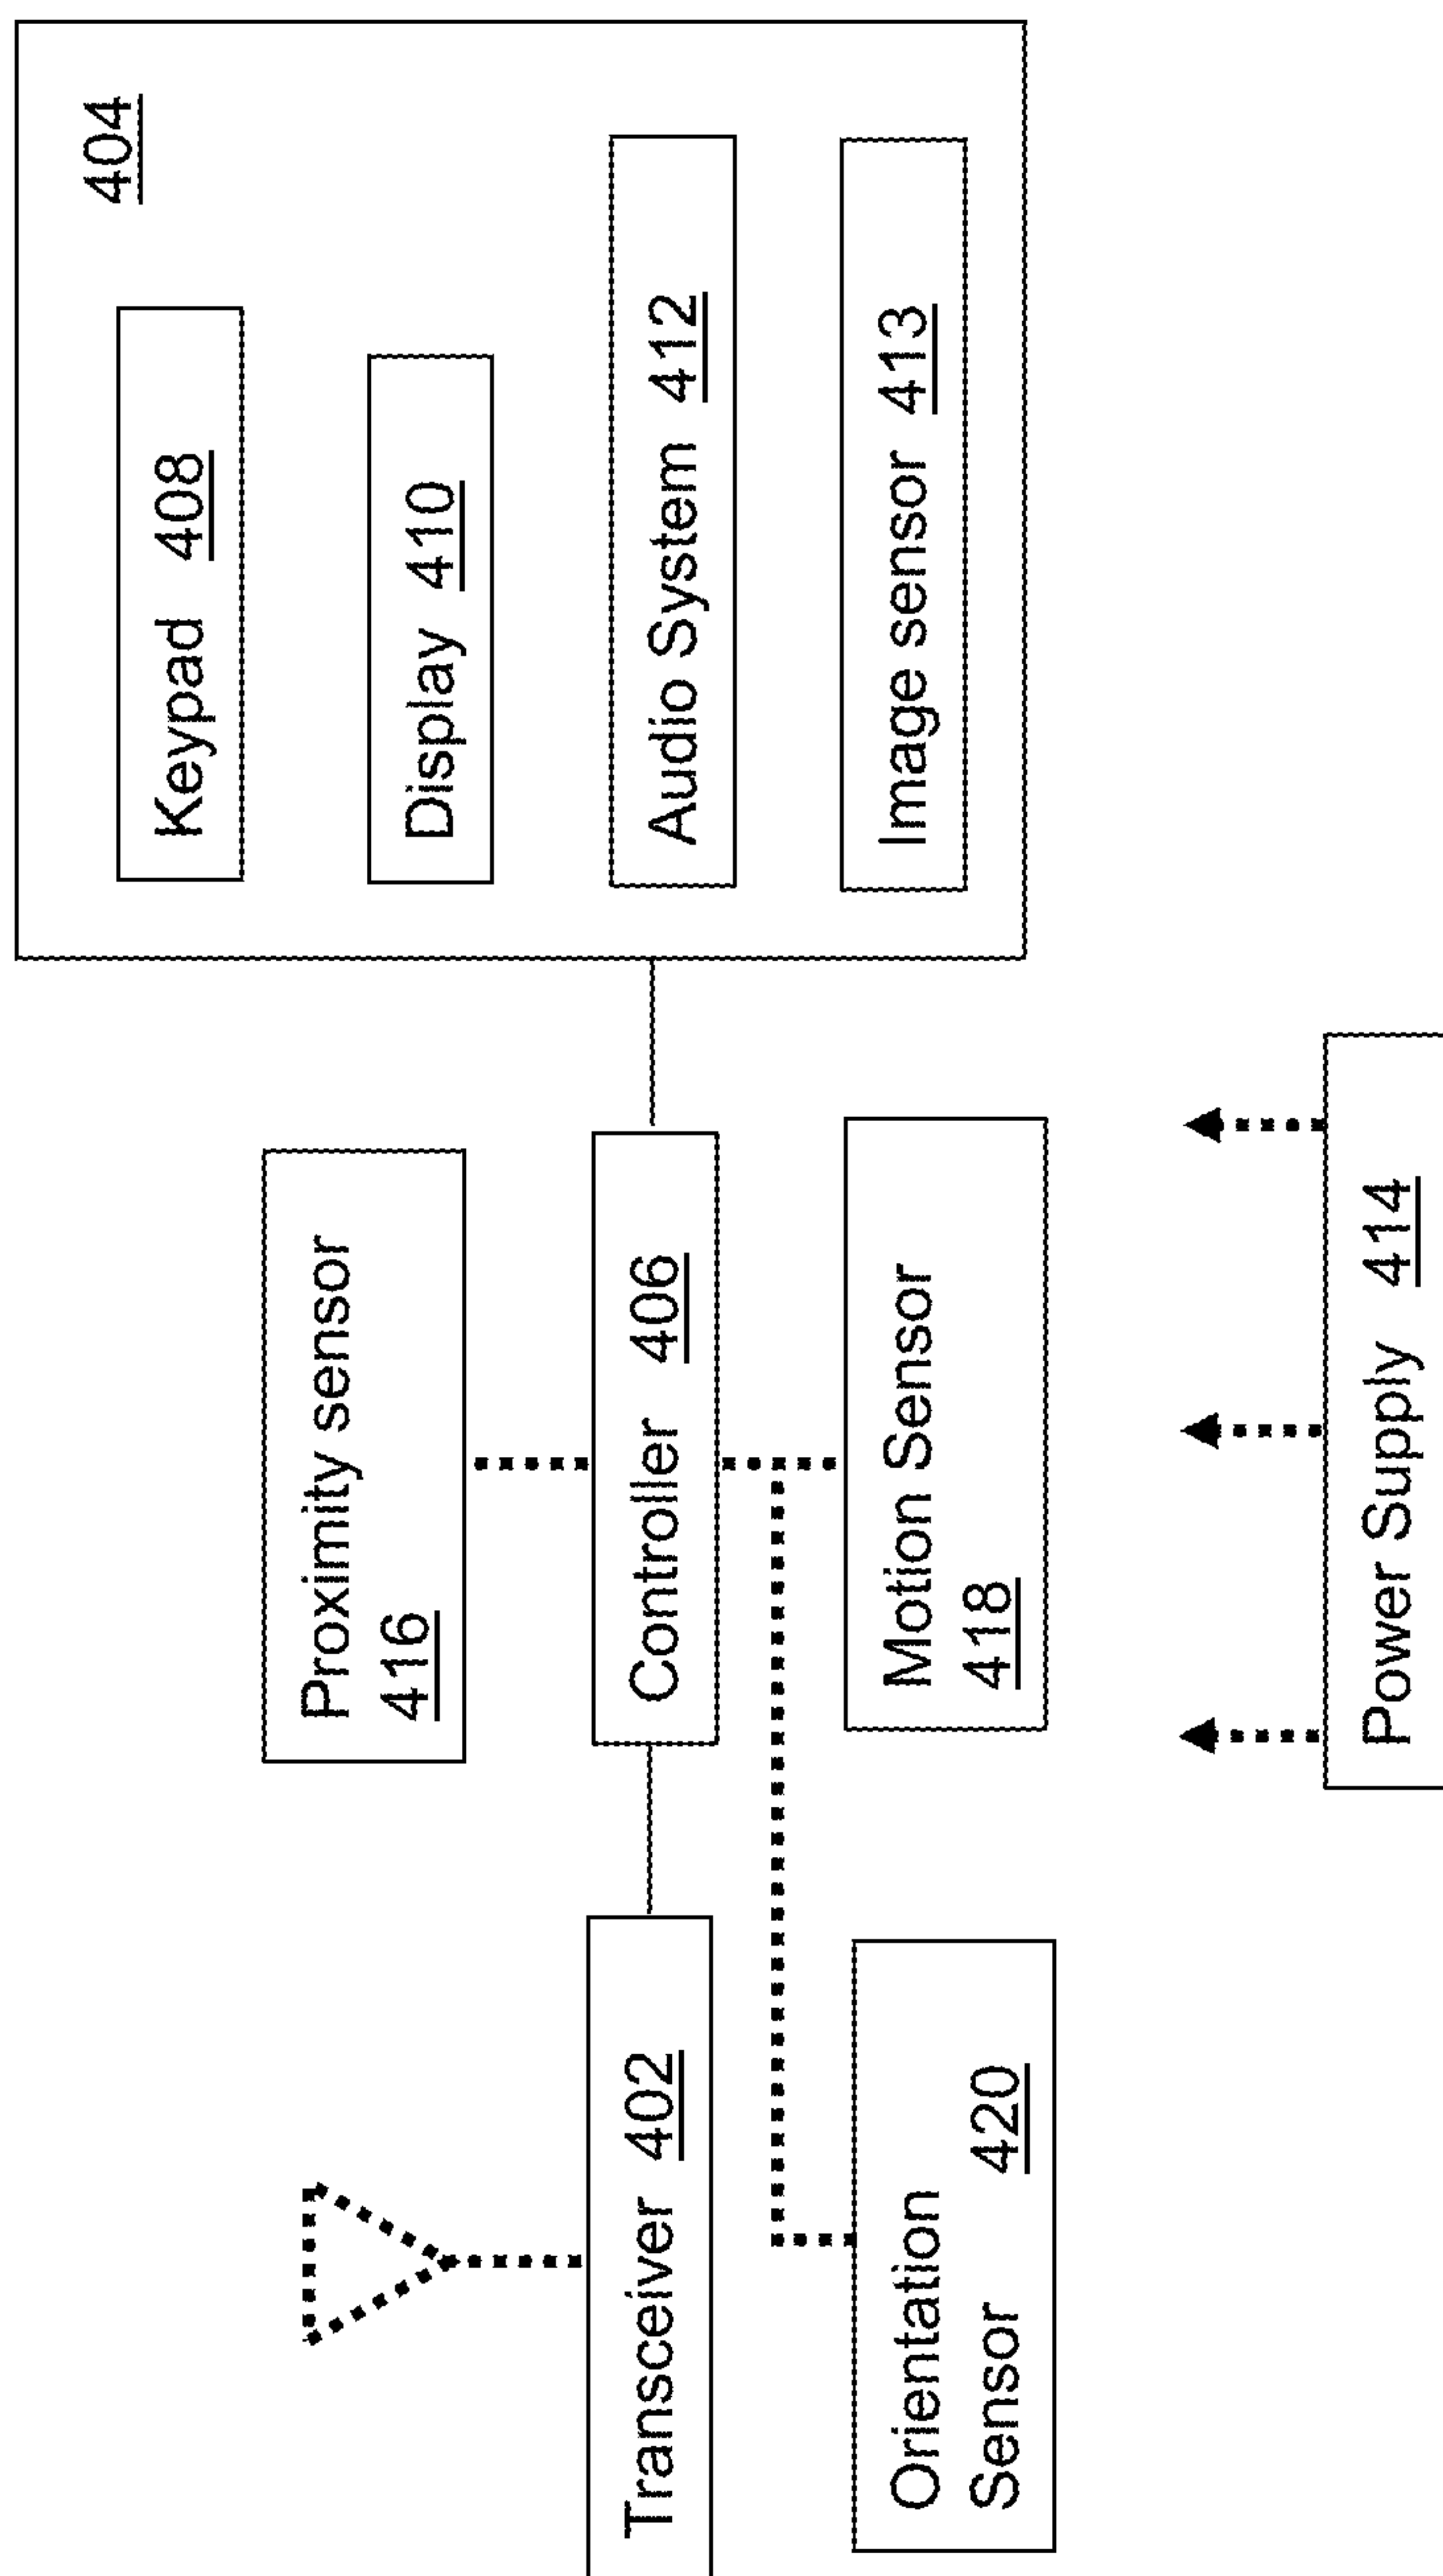 404
Keypad 408
Display 410
Audio System 412
Image sensor 413
Proximity sensor
416
Controller 406
Motion Sensor
418
Transceiver 402
Orientation
Sensor 420
Power Supply 414